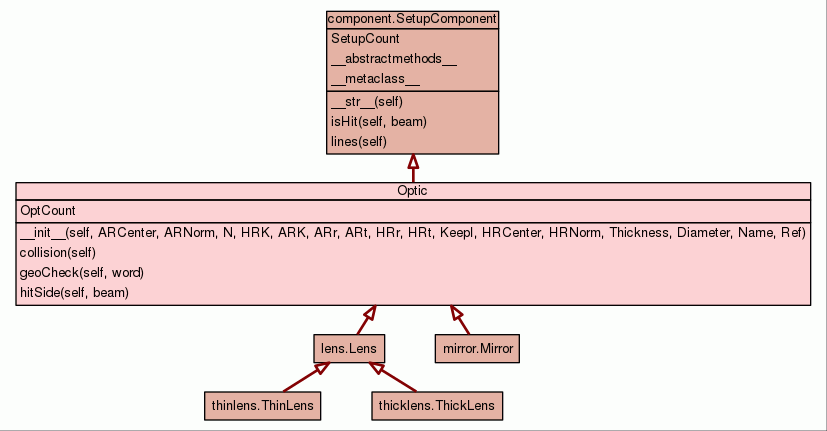 component.SetupComponent
SetupCount
__abstractmethods__
__metaclass__
__str__(self)
isHit(self, beam)
lines(self)
Optic
OptCount
__init__(self, ARCenter, ARNorm, N, HRK, ARK, ARr, ARt, HRr, HRt, KeepI, HRCenter, HRNorm, Thickness, Diameter, Name, Ref)
collision(self)
geoCheck(self, word)
hitSide(self, beam)
lens.Lens
mirror.Mirror
thinlens.ThinLens
thicklens.ThickLens